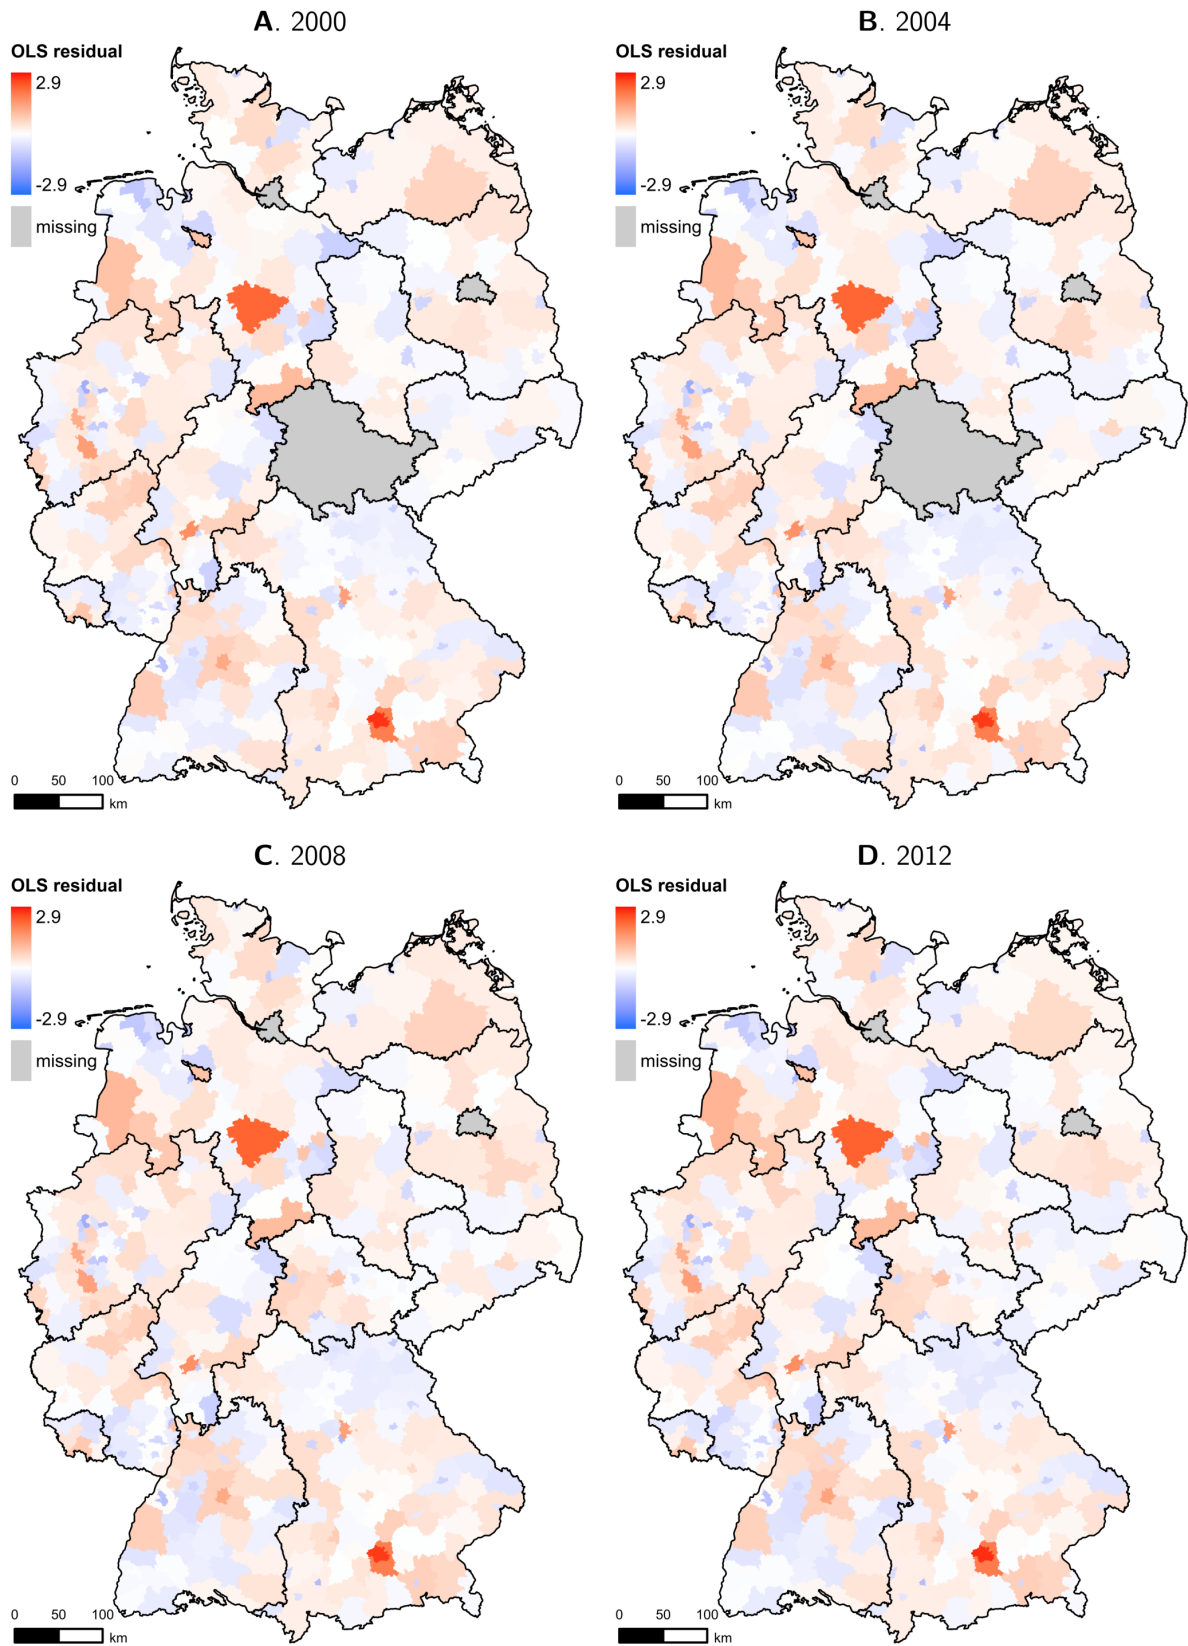 A. 2000
OLS residual
2.9
-2.9
missing
0 50 100
km
B. 2004
OLS residual
2.9
-2.9
missing
0 50 100
km
C. 2008
OLS residual
2.9
-2.9
missing
0 50 100
km
D. 2012
OLS residual
2.9
-2.9
missing
0 50 100
km